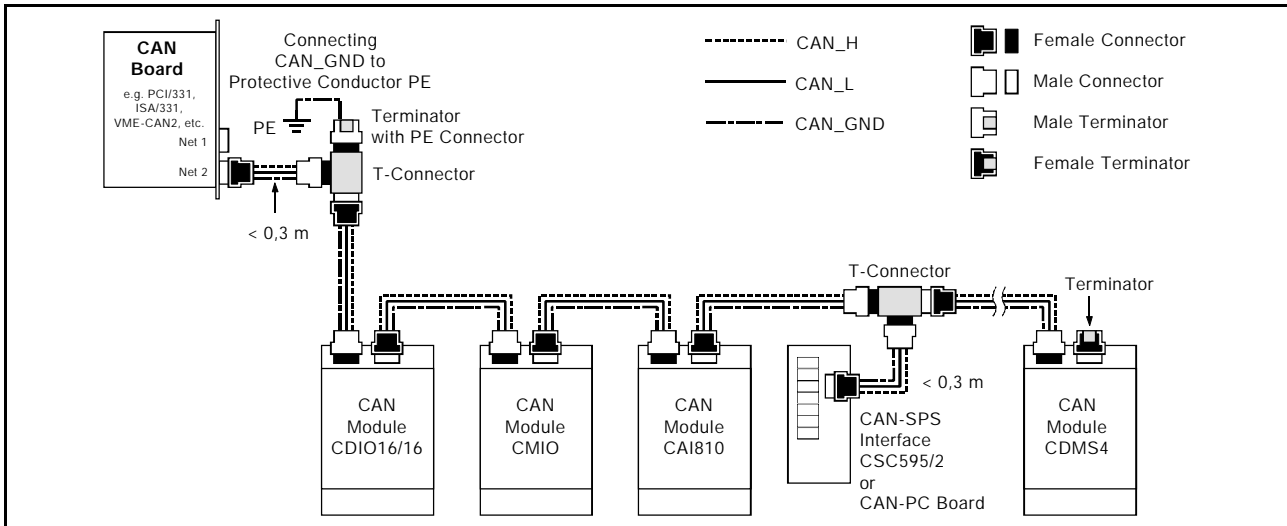 CAN
Board
e.g. PCI/331,
ISA/331,
VME-CAN2, etc.
Net 1
Net 2
Connecting
CAN_GND to
Protective Conductor PE
PE
Terminator
with PE Connector
T-Connector
< 0,3 m
CAN_H
CAN_L
CAN_GND
Female Connector
Male Connector
Male Terminator
Female Terminator
T-Connector
Terminator
< 0,3 m
CAN
Module
CDIO16/16
CAN
Module
CMIO
CAN
Module
CAI810
CAN-SPS
Interface
CSC595/2
or
CAN-PC Board
CAN
Module
CDMS4